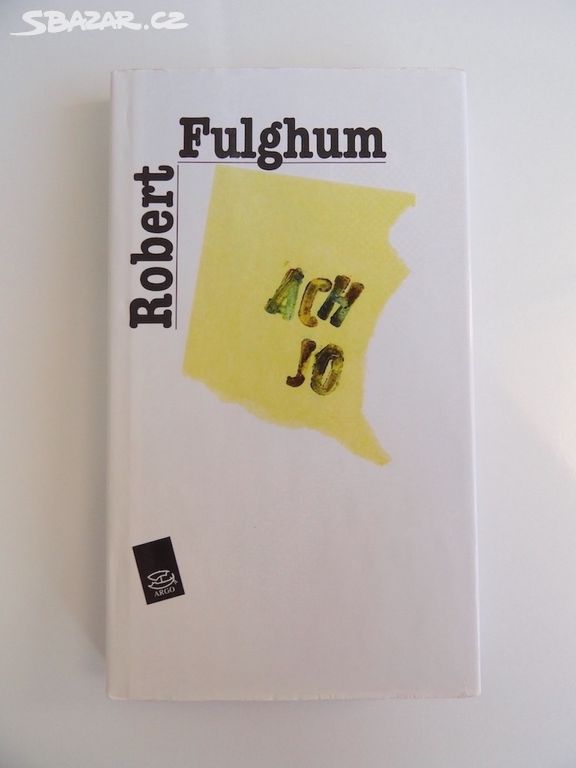 SBAZAR.CZ
Robert
Fulghum
ACH
JO
ARGO